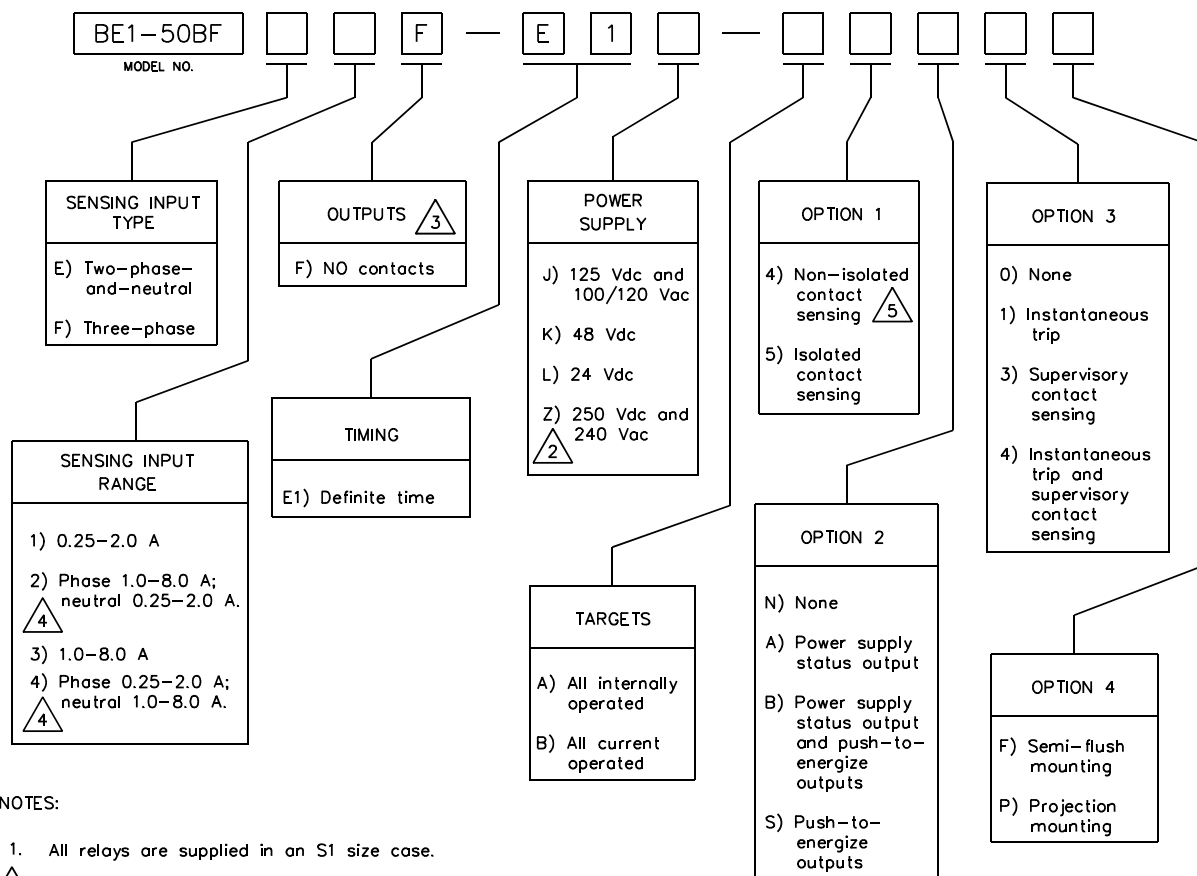 BE1-50BF F — E 1 —
MODEL NO.
SENSING INPUT
TYPE
E) Two-phase-
and-neutral
F) Three-phase
OUTPUTS 3
F) NO contacts
POWER
SUPPLY
J) 125 Vdc and
100/120 Vac
K) 48 Vdc
L) 24 Vdc
Z) 250 Vdc and
2 240 Vac
OPTION 1
4) Non-isolated
contact
sensing 5
5) Isolated
contact
sensing
OPTION 3
0) None
1) Instantaneous
trip
3) Supervisory
contact
sensing
4) Instantaneous
trip and
supervisory
contact
sensing
SENSING INPUT
RANGE
1) 0.25-2.0 A
2) Phase 1.0-8.0 A;
4 neutral 0.25-2.0 A.
3) 1.0-8.0 A
4) Phase 0.25-2.0 A;
4 neutral 1.0-8.0 A.
TIMING
E1) Definite time
TARGETS
A) All internally
operated
B) All current
operated
OPTION 2
N) None
A) Power supply
status output
B) Power supply
status output
and push-to-
energize
outputs
S) Push-to-
energize
outputs
OPTION 4
F) Semi-flush
mounting
P) Projection
mounting
NOTES:
1. All relays are supplied in an S1 size case.